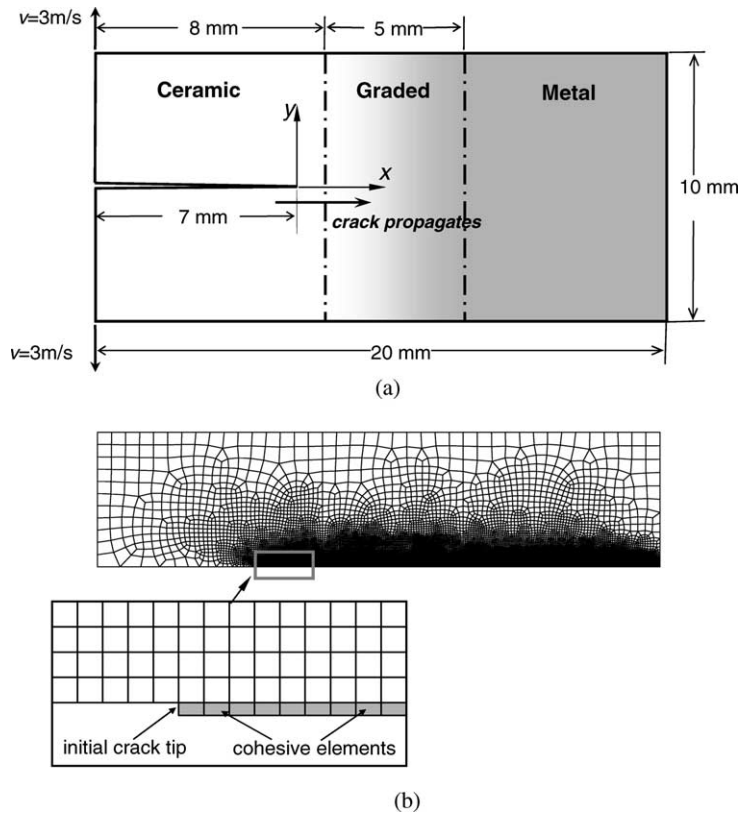 v=3m/s
8 mm
5 mm
Ceramic
Graded
Metal
y
x
10 mm
7 mm
crack propagates
v=3m/s
20 mm
(a)
initial crack tip
cohesive elements
(b)